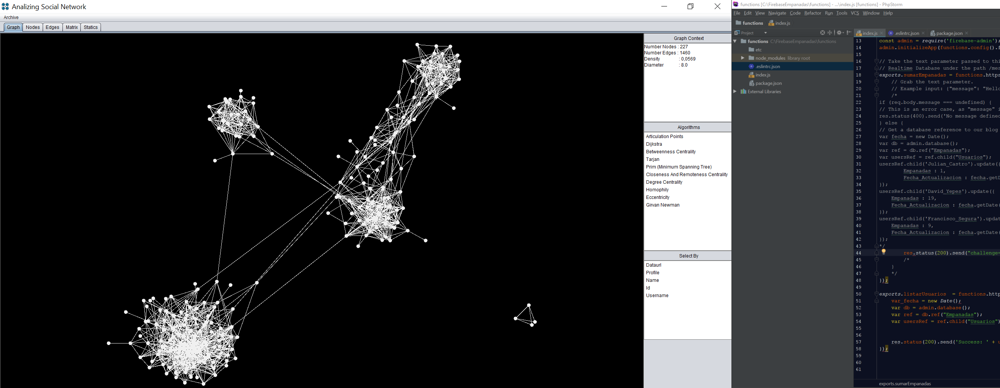 Analizing Social Network
Archive
Graph Nodes Edges Matrix Statics
Graph Context
Number Nodes : 227
Number Edges : 1460
Density : 0,0569
Diameter : 8.0
Algorithms
Articulation Points
Dijkstra
Betweenness Centrality
Tarjan
Prim (Minimum Spanning Tree)
Closeness And Remoteness Centrality
Degree Centrality
Homophily
Eccentricity
Girvan Newman
Select By
Dataurl
Profile
Name
Id
Username
functions [C:\FirebaseEmpanadas\functions] - ...\index.js [functions] - PhpStorm
File Edit View Navigate Code Refactor Run Tools VCS Window Help
functions index.js
Project
functions C:\FirebaseEmpanadas\functions
etc
node_modules library root
.eslintrc.json
index.js
package.json
External Libraries
index.js .eslintrc.json package.json
13 const admin = require('firebase-admin');
14 admin.initializeApp(functions.config().f
15
16 // Take the text parameter passed to thi
17 // Realtime Database under the path /mes
18 exports.sumarEmpanadas = functions.https
19 // Grab the text parameter.
20 // Example input: {"message": "Hello
21 /*
22 if (req.body.message === undefined) {
23 // This is an error case, as "message" i
24 res.status(400).send('No message defined
25 } else {
26 // Get a database reference to our blog
27 var fecha = new Date();
28 var db = admin.database();
29 var ref = db.ref("Empanadas");
30 var usersRef = ref.child("Usuarios");
31 usersRef.child('Julian_Castro').update({
32 Empanadas : 1,
33 Fecha_Actualizacion : fecha.getD
34 });
35 usersRef.child('David_Yepes').update({
36 Empanadas : 19,
37 Fecha_Actualizacion : fecha.getDate(
38 });
39 usersRef.child('Francisco_Segura').updat
40 Empanadas : 9,
41 Fecha_Actualizacion : fecha.getDate(
42 });
43 */
44 res.status(200).send("challenge=
45 /*
46 }
47 */
48 });
49
50 exports.listarUsuarios = functions.http
51 var fecha = new Date();
52 var db = admin.database();
53 var ref = db.ref("Empanadas");
54 var usersRef = ref.child("Usuarios")
55
56
57 res.status(200).send('Success: ' + u
58 });
59
60
61
exports.sumarEmpanadas